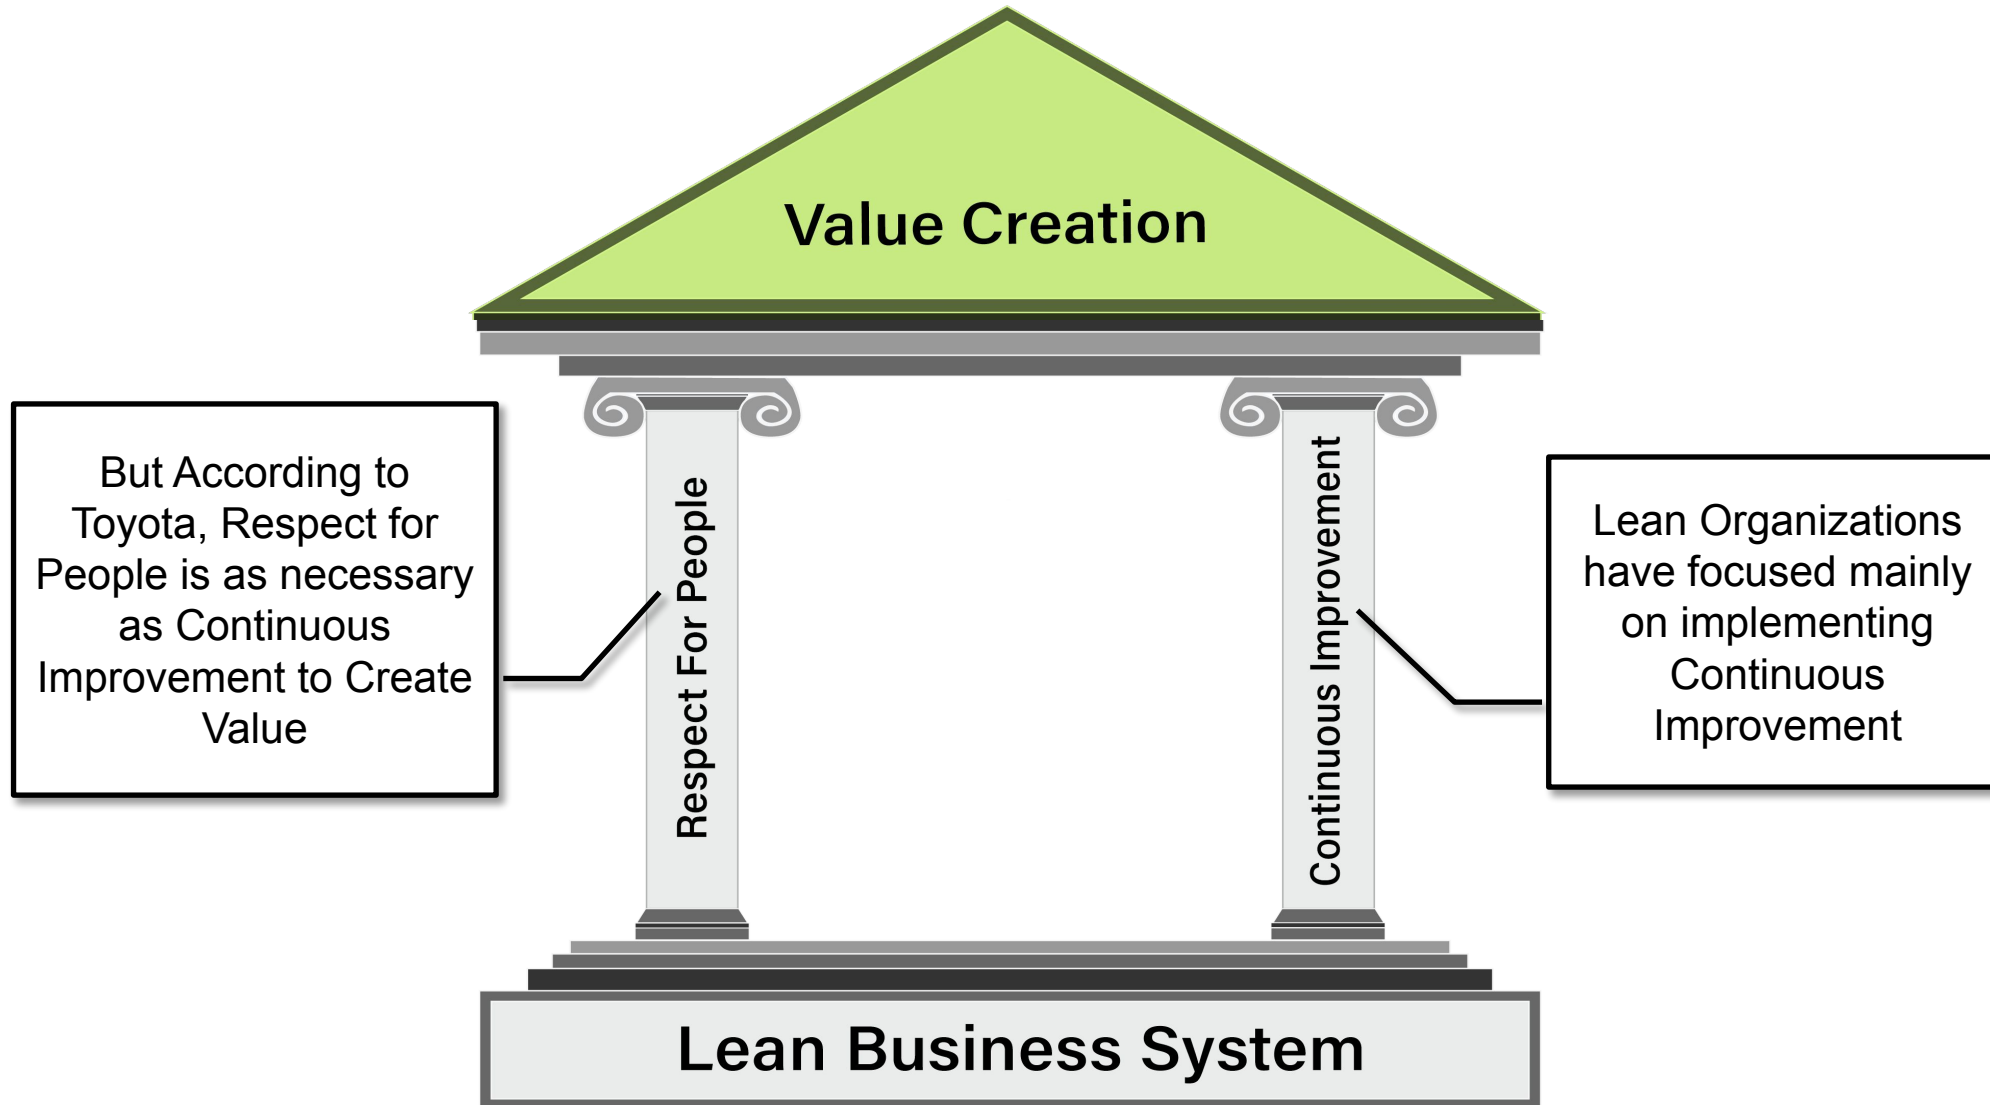 Value Creation
But According to
Toyota, Respect for
People is as necessary
as Continuous
Improvement to Create
Value
Respect For People
Continuous Improvement
Lean Organizations
have focused mainly
on implementing
Continuous
Improvement
Lean Business System